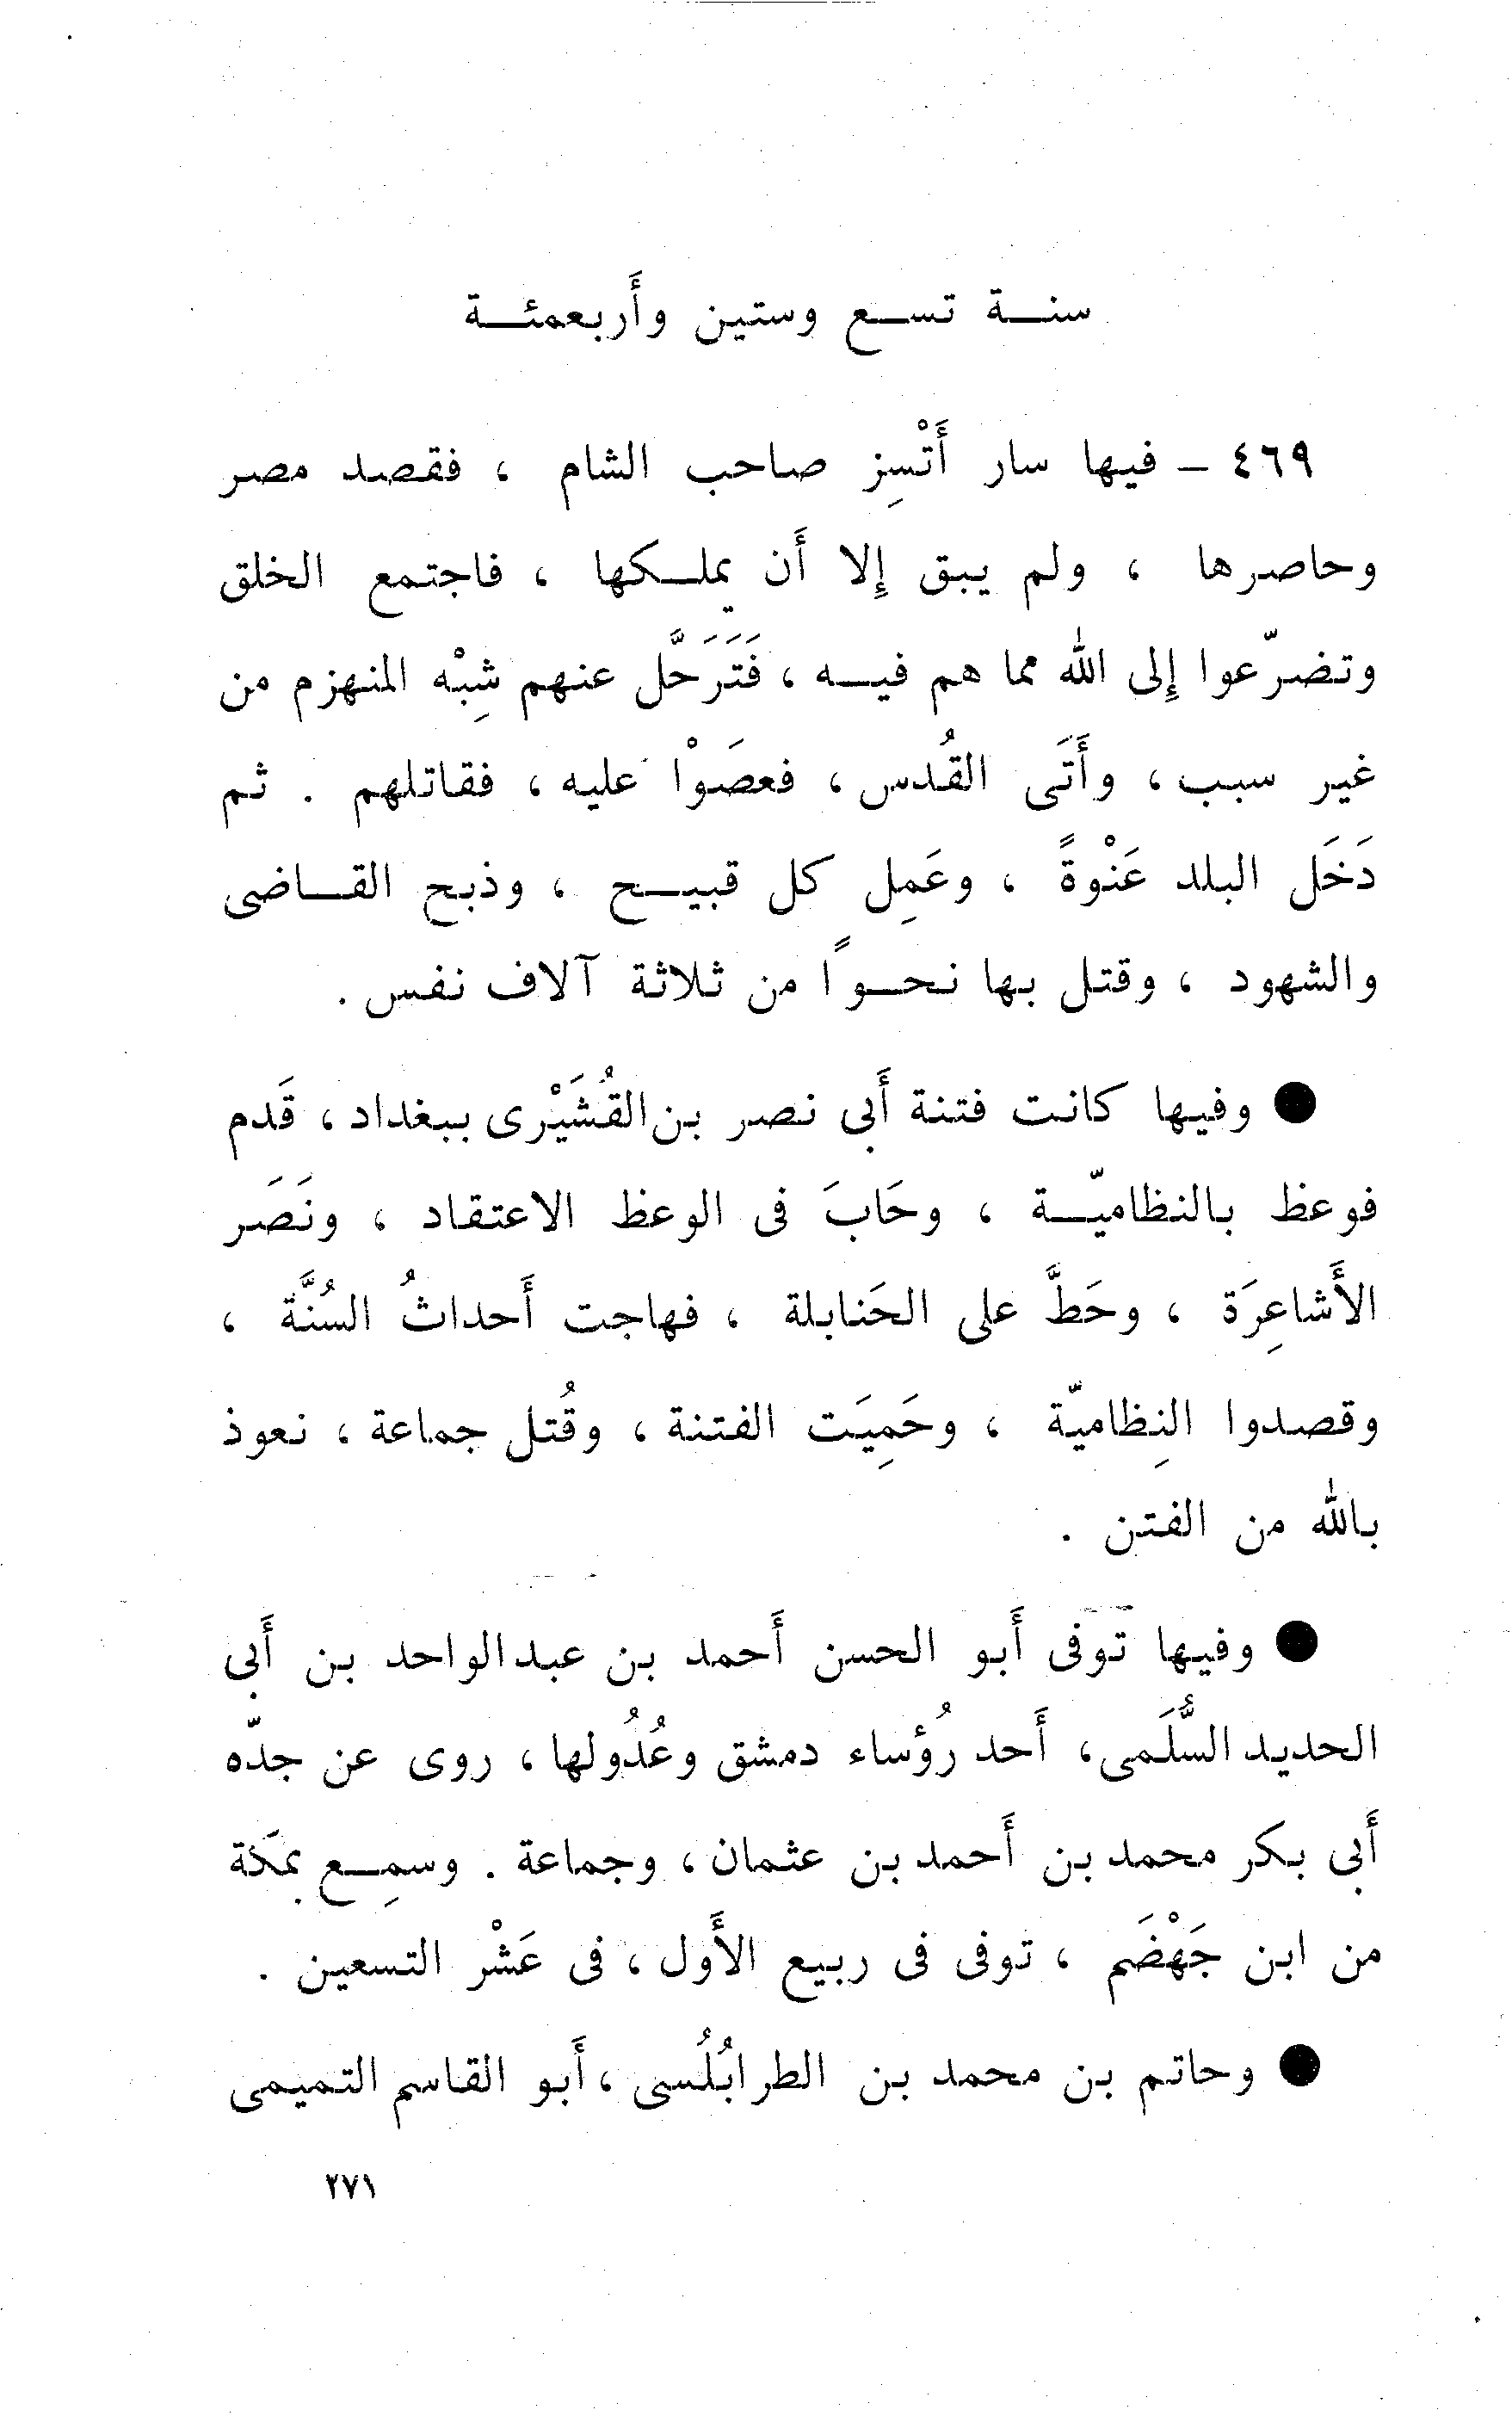 سنة تسع وستين وأربعمئة
٤٦٩ - فيها سار أَتْسِز صاحب الشام ، فقصد مصر
وحاصرها ، ولم يبق إلا أَن يملكها ، فاجتمع الخلق
وتضرّعوا إلى الله مما هم فيه ، فَتَرَحَّل عنهم شِبْه المنهزم من
غير سبب ، وأَتَى القُدس ، فعصَوْا عليه ، فقاتلهم . ثم
دَخَل البلد عَنْوةً ، وعَمِل كل قبيح ، وذبح القاضى
والشهود ، وقتل بها نحواً من ثلاثة آلاف نفس .
● وفيها كانت فتنة أَبى نصر بن القُشَيْرى ببغداد ، قَدم
فوعظ بالنظاميّة ، وحَابَ فى الوعظ الاعتقاد ، ونَصَر
الأَشاعِرَة ، وحَطَّ على الحَنابلة ، فهاجت أَحداثُ السُنَّة ،
وقصدوا النِظاميّة ، وحَمِيَت الفتنة ، وقُتل جماعة ، نعوذ
بالله من الفتن .
● وفيها توفى أَبو الحسن أَحمد بن عبدالواحد بن أَبى
الحديد السُّلَمى ، أَحد رُؤساء دمشق وعُدُولها ، روى عن جدّه
أَبى بكر محمد بن أَحمد بن عثمان ، وجماعة . وسمِع بمكّة
من ابن جَهْضَم ، توفى فى ربيع الأَول ، فى عَشْر التسعين .
● وحاتم بن محمد بن الطرابُلُسى ، أَبو القاسم التميمى
٢٧١